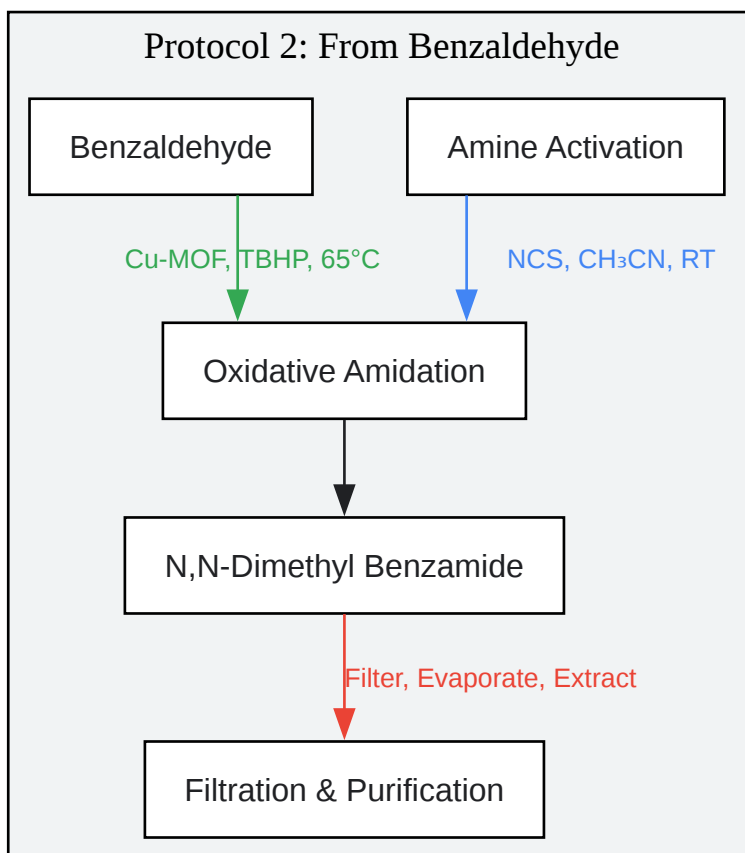 Protocol 2: From Benzaldehyde
Benzaldehyde
Amine Activation
Cu-MOF, TBHP, 65°C
NCS, CH₃CN, RT
Oxidative Amidation
N,N-Dimethyl Benzamide
Filter, Evaporate, Extract
Filtration & Purification